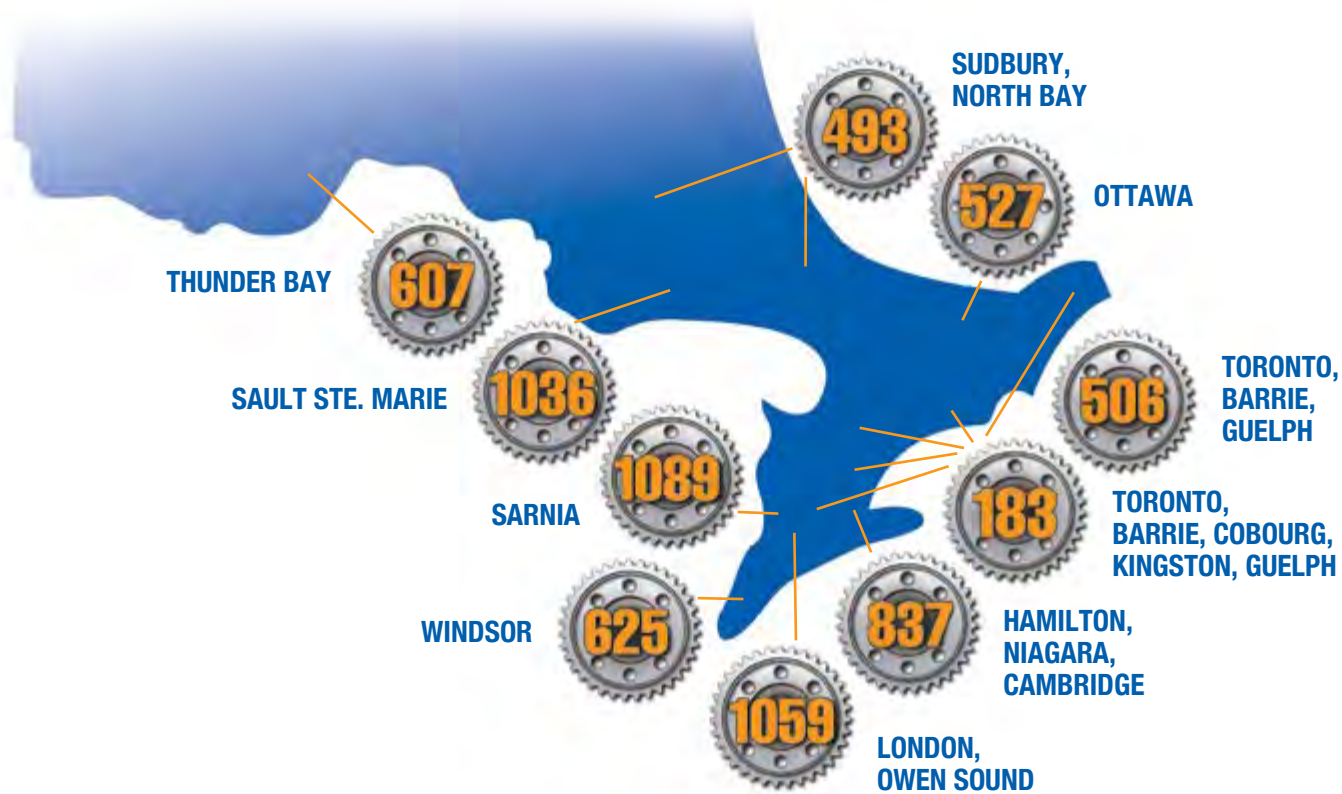 SUDBURY,
NORTH BAY
493
527
OTTAWA
THUNDER BAY
607
SAULT STE. MARIE
1036
506
TORONTO,
BARRIE,
GUELPH
SARNIA
1089
183
TORONTO,
BARRIE, COBOURG,
KINGSTON, GUELPH
WINDSOR
625
837
HAMILTON,
NIAGARA,
CAMBRIDGE
1059
LONDON,
OWEN SOUND